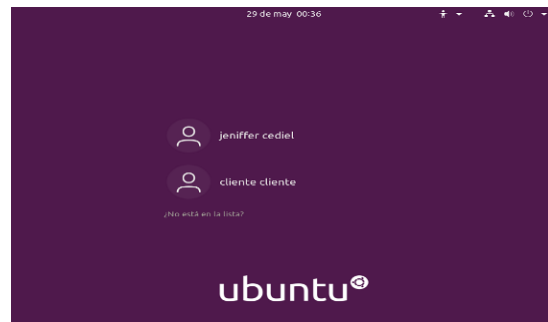 29 de may 00:36
jeniffer cediel
cliente cliente
¿No está en la lista?
ubuntu